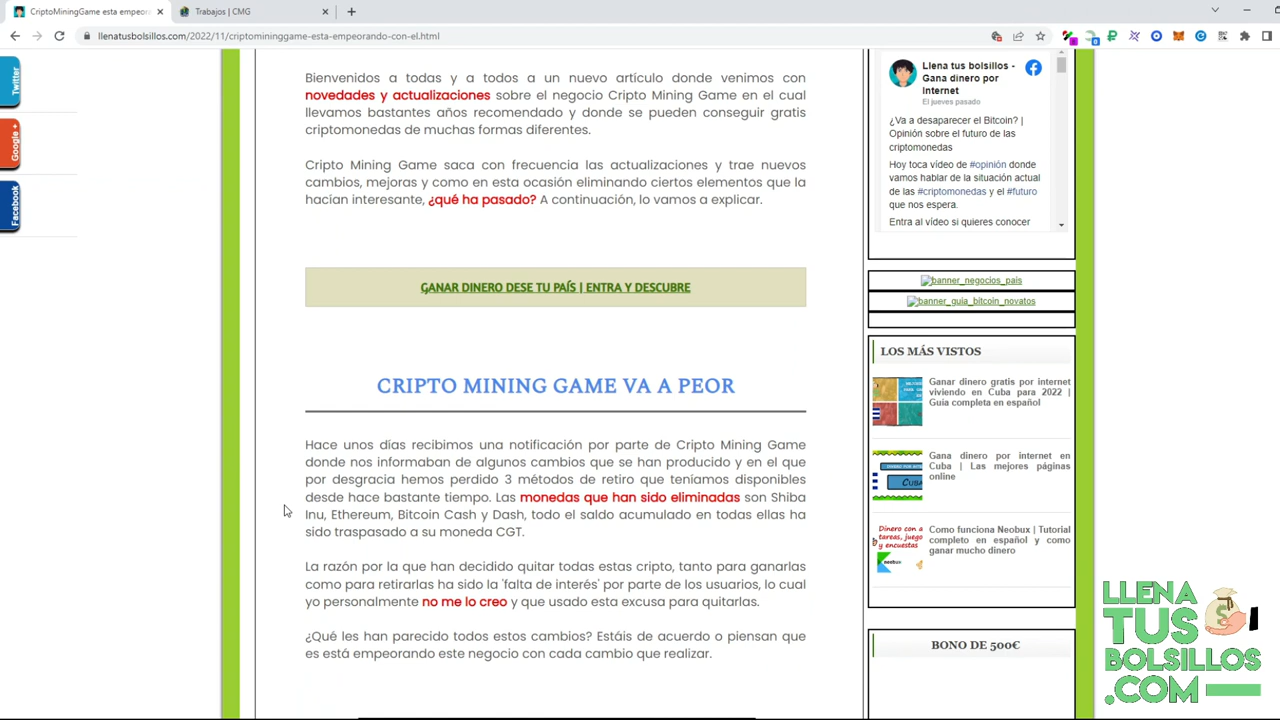 CriptoMiningGame esta empeora
Trabajos | CMG
llenatusbolsillos.com/2022/11/criptomininggame-esta-empeorando-con-el.html
Twitter
Google +
Facebook
Bienvenidos a todas y a todos a un nuevo artículo donde venimos con
novedades y actualizaciones sobre el negocio Cripto Mining Game en el cual
llevamos bastantes años recomendado y donde se pueden conseguir gratis
criptomonedas de muchas formas diferentes.
Cripto Mining Game saca con frecuencia las actualizaciones y trae nuevos
cambios, mejoras y como en esta ocasión eliminando ciertos elementos que la
hacían interesante, ¿qué ha pasado? A continuación, lo vamos a explicar.
GANAR DINERO DESE TU PAÍS | ENTRA Y DESCUBRE
CRIPTO MINING GAME VA A PEOR
Hace unos días recibimos una notificación por parte de Cripto Mining Game
donde nos informaban de algunos cambios que se han producido y en el que
por desgracia hemos perdido 3 métodos de retiro que teníamos disponibles
desde hace bastante tiempo. Las monedas que han sido eliminadas son Shiba
Inu, Ethereum, Bitcoin Cash y Dash, todo el saldo acumulado en todas ellas ha
sido traspasado a su moneda CGT.
La razón por la que han decidido quitar todas estas cripto, tanto para ganarlas
como para retirarlas ha sido la 'falta de interés' por parte de los usuarios, lo cual
yo personalmente no me lo creo y que usado esta excusa para quitarlas.
¿Qué les han parecido todos estos cambios? Estáis de acuerdo o piensan que
es está empeorando este negocio con cada cambio que realizar.
Llena tus bolsillos -
Gana dinero por
Internet
El jueves pasado
¿Va a desaparecer el Bitcoin? |
Opinión sobre el futuro de las
criptomonedas
Hoy toca vídeo de #opinión donde
vamos hablar de la situación actual
de las #criptomonedas y el #futuro
que nos espera.
Entra al vídeo si quieres conocer
banner_negocios_pais
banner_guia_bitcoin_novatos
LOS MÁS VISTOS
Ganar dinero gratis por internet
viviendo en Cuba para 2022 |
Guia completa en español
Gana dinero por internet en
Cuba | Las mejores páginas
online
Como funciona Neobux | Tutorial
completo en español y como
ganar mucho dinero
Dinero con
tareas, jueg
y encuestas
neobux
BONO DE 500€
LLENA
TUS
BOLSILLOS
.COM